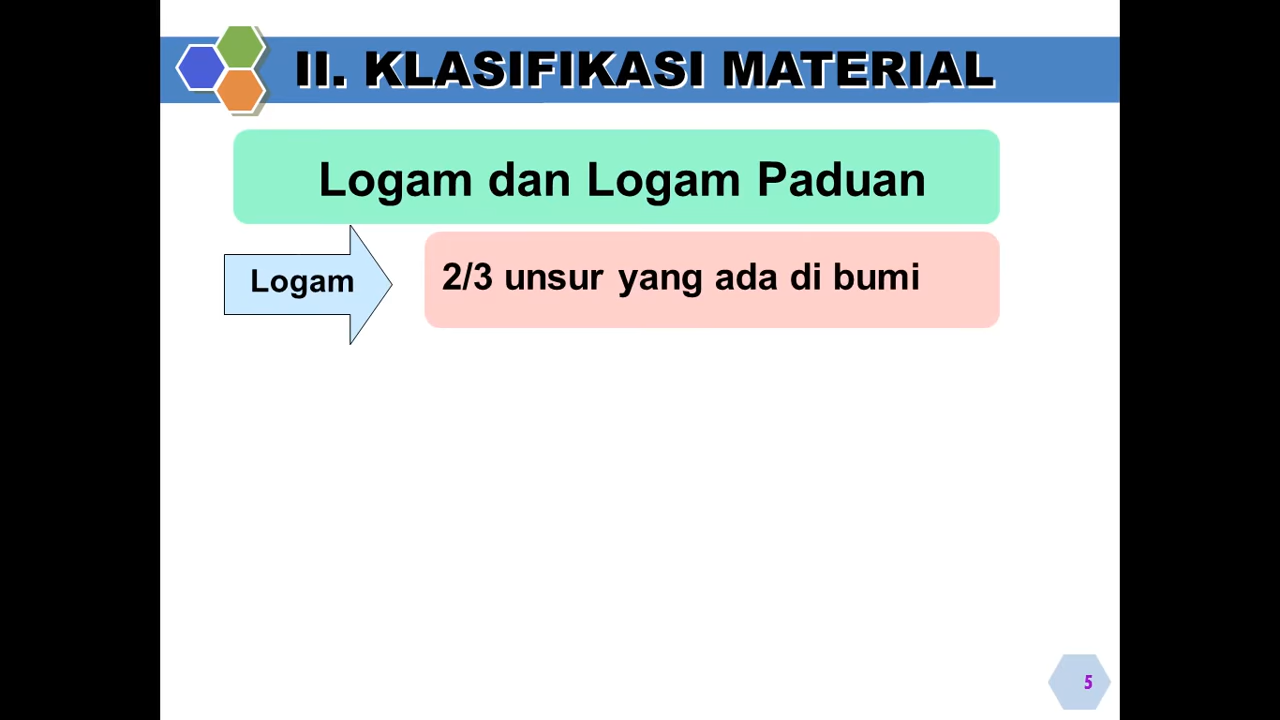 II. KLASIFIKASI MATERIAL
Logam dan Logam Paduan
Logam
2/3 unsur yang ada di bumi
5